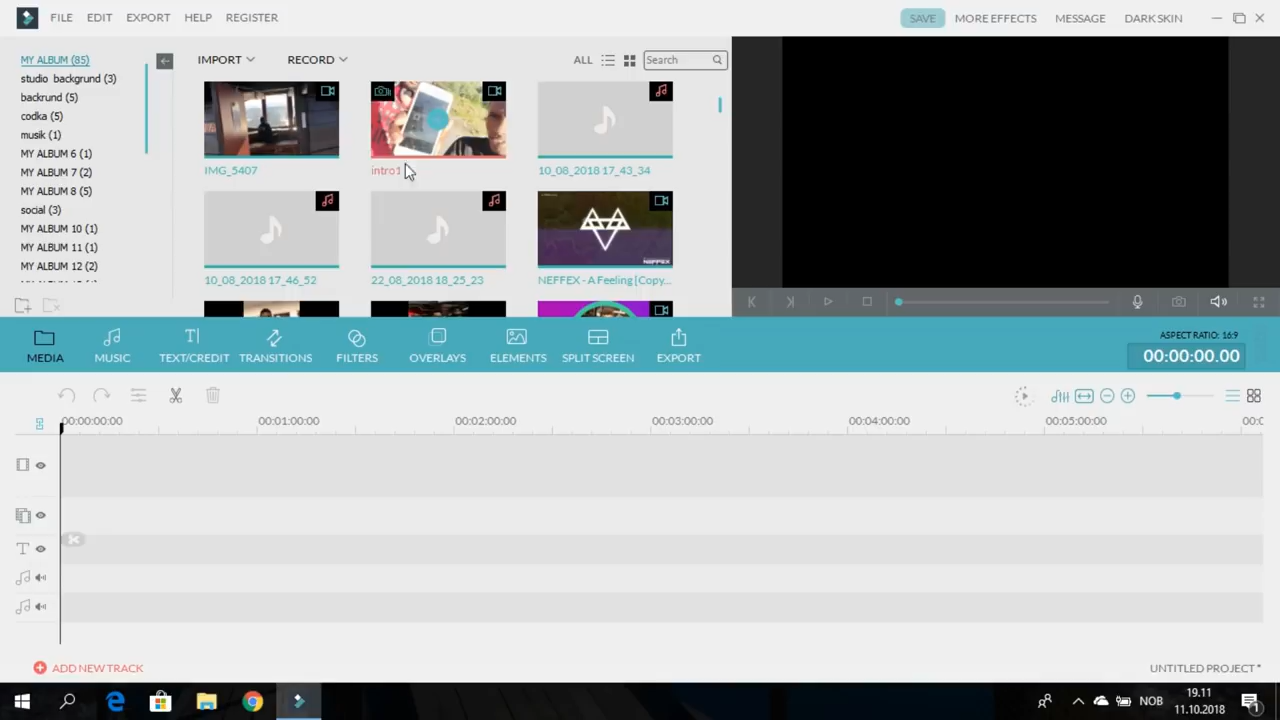 FILE EDIT EXPORT HELP REGISTER SAVE MORE EFFECTS MESSAGE DARK SKIN
MY ALBUM (85)
studio backgrund (3)
backrund (5)
codka (5)
musik (1)
MY ALBUM 6 (1)
MY ALBUM 7 (2)
MY ALBUM 8 (5)
social (3)
MY ALBUM 10 (1)
MY ALBUM 11 (1)
MY ALBUM 12 (2)
IMPORT RECORD ALL Search
IMG_5407 intro1 10_08_2018 17_43_34
NEFFEX
10_08_2018 17_46_52 22_08_2018 18_25_23 NEFFEX - A Feeling [Copy...
MEDIA MUSIC TEXT/CREDIT TRANSITIONS FILTERS OVERLAYS ELEMENTS SPLIT SCREEN EXPORT
ASPECT RATIO: 16:9
00:00:00.00
00:00:00:00 00:01:00:00 00:02:00:00 00:03:00:00 00:04:00:00 00:05:00:00 00:0
ADD NEW TRACK UNTITLED PROJECT*
NOB
19.11
11.10.2018
1